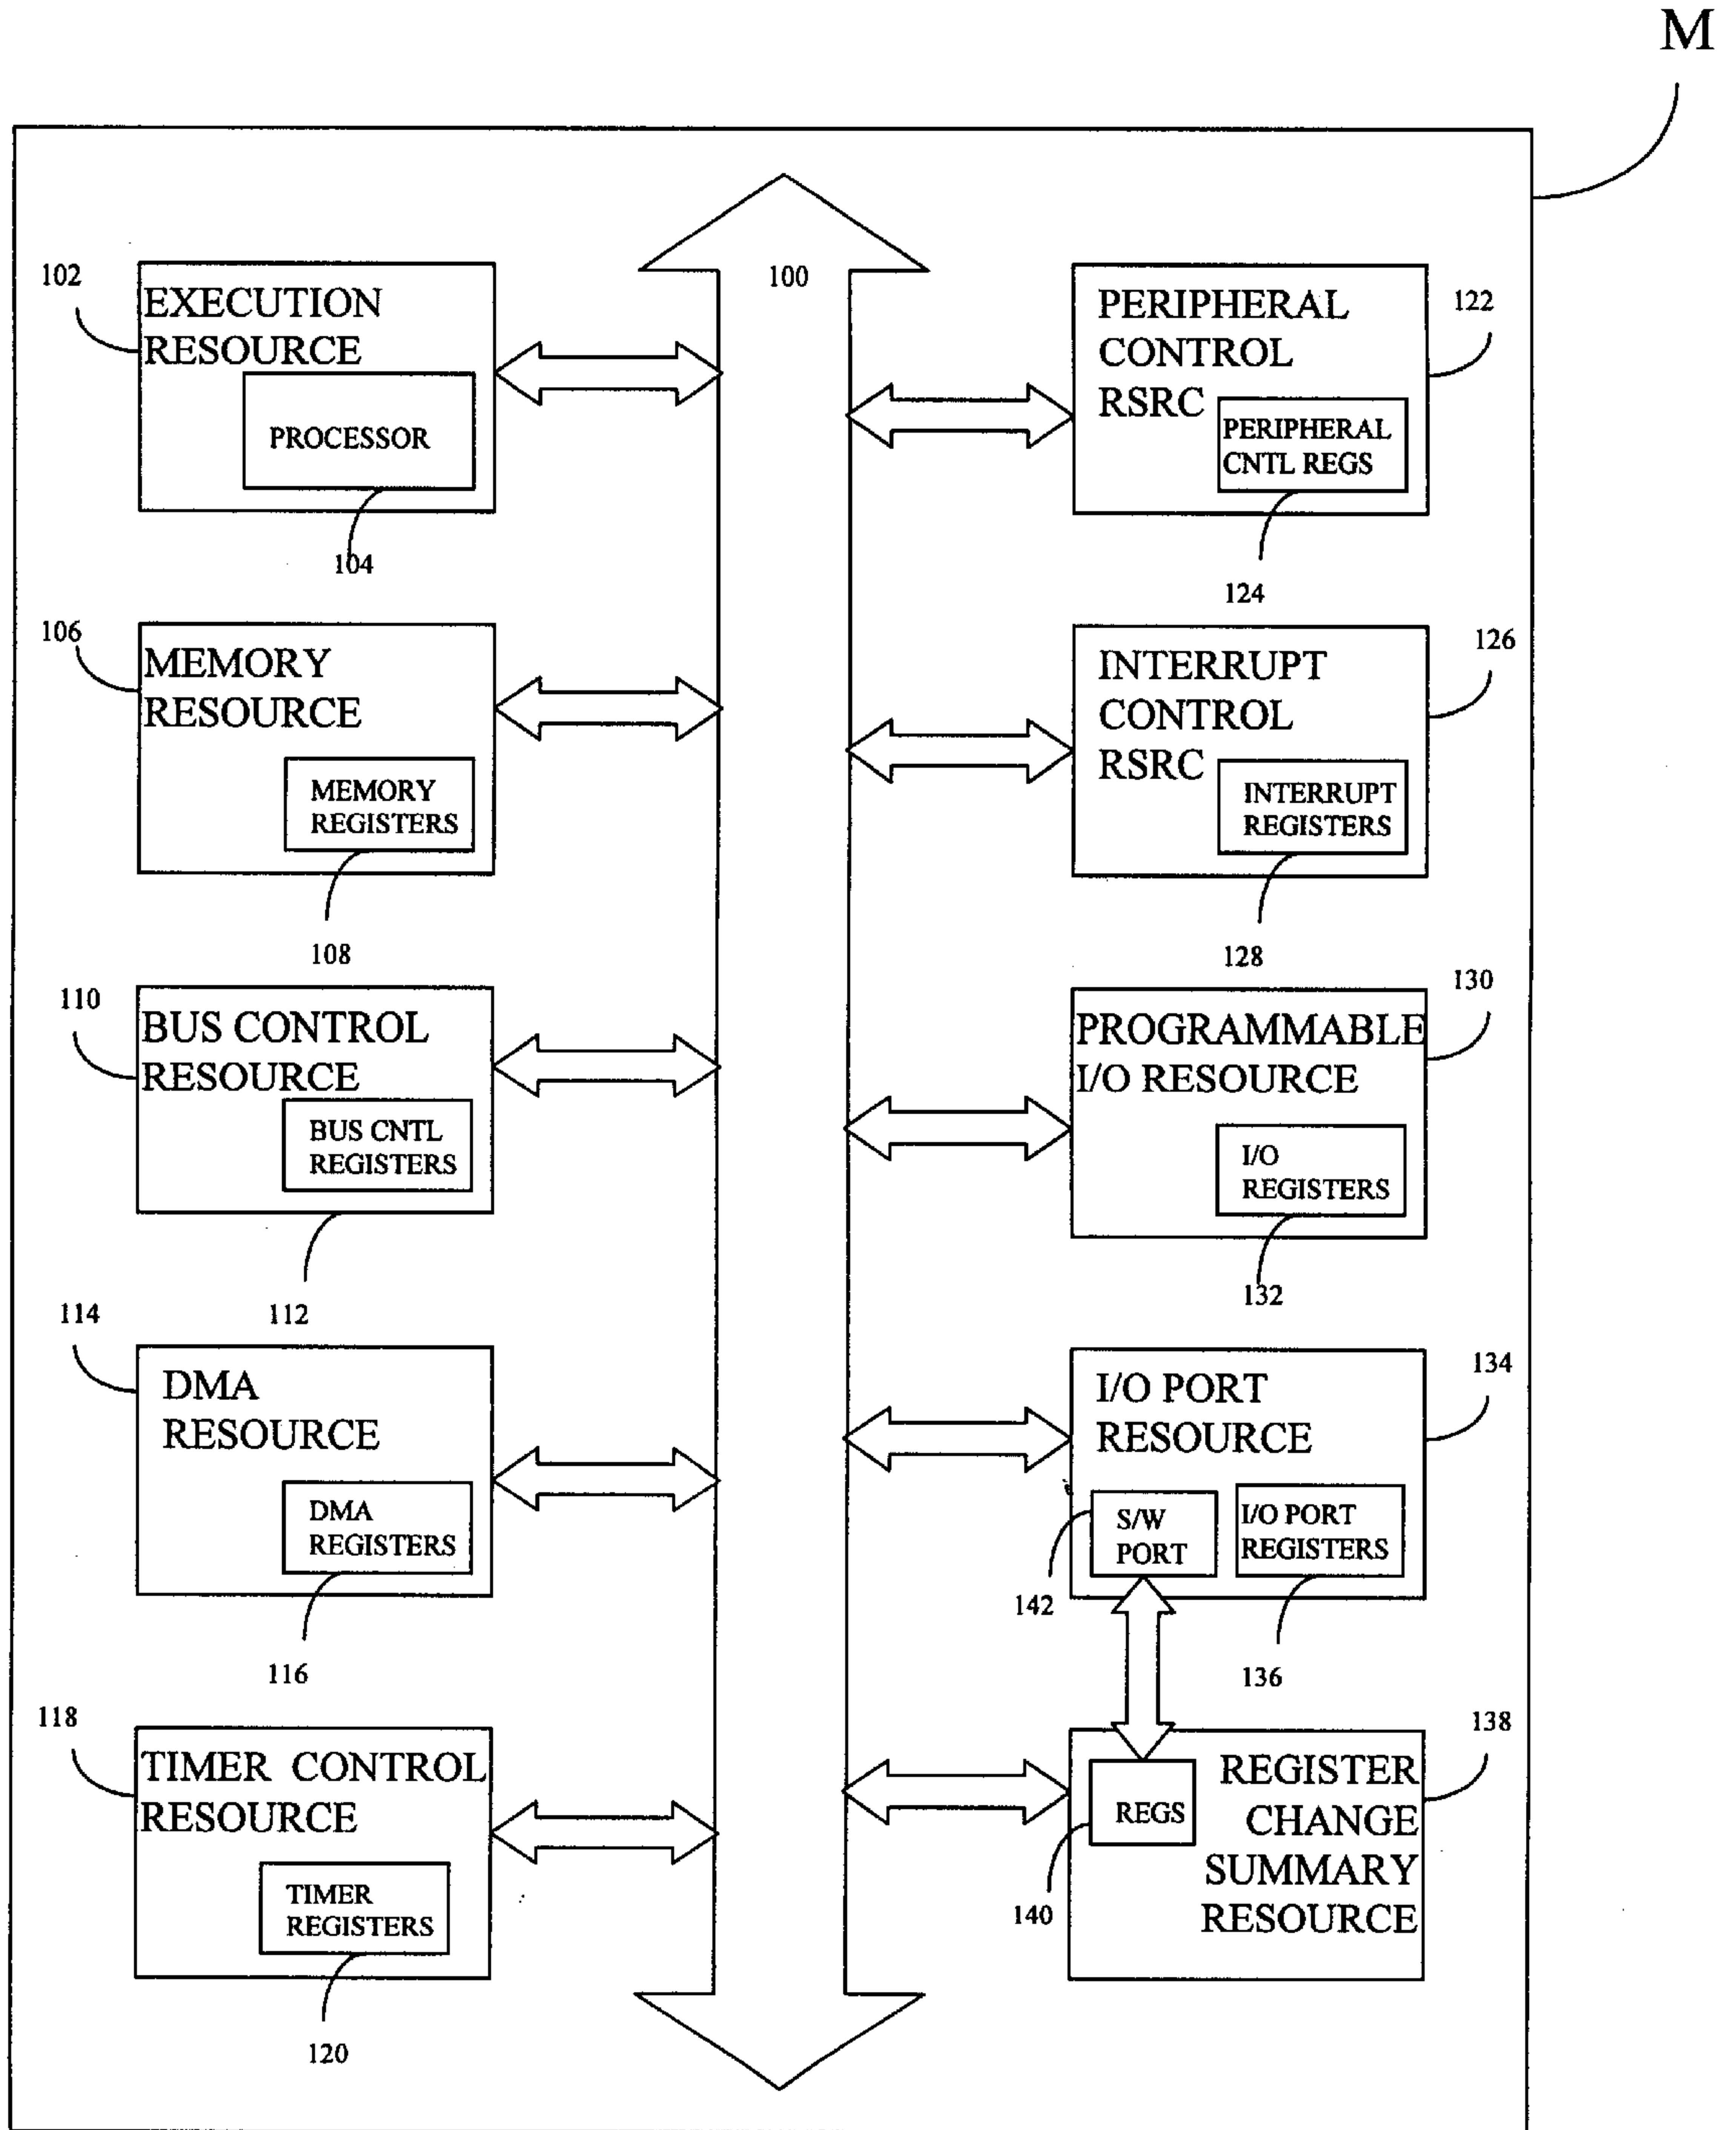 M
100
102
EXECUTION
RESOURCE
PROCESSOR
104
106
MEMORY
RESOURCE
MEMORY
REGISTERS
108
110
BUS CONTROL
RESOURCE
BUS CNTL
REGISTERS
112
114
DMA
RESOURCE
DMA
REGISTERS
116
118
TIMER CONTROL
RESOURCE
TIMER
REGISTERS
120
PERIPHERAL
CONTROL
RSRC
122
PERIPHERAL
CNTL REGS
124
INTERRUPT
CONTROL
RSRC
126
INTERRUPT
REGISTERS
128
130
PROGRAMMABLE
I/O RESOURCE
I/O
REGISTERS
132
I/O PORT
RESOURCE
134
S/W
PORT
142
I/O PORT
REGISTERS
136
138
REGISTER
CHANGE
SUMMARY
RESOURCE
REGS
140